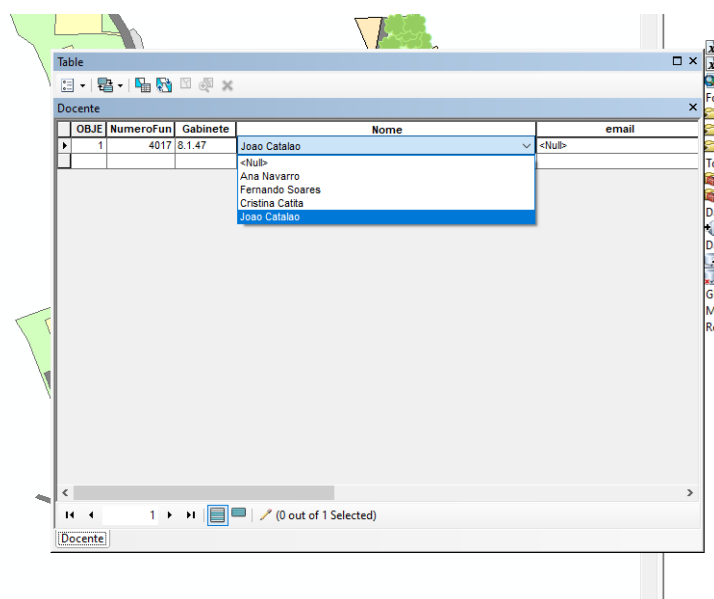 Table
Docente
OBJE NumeroFun Gabinete Nome email
1 4017 8.1.47 Joao Catalao <Null>
<Null>
Ana Navarro
Fernando Soares
Cristina Catita
Joao Catalao
1 (0 out of 1 Selected)
Docente